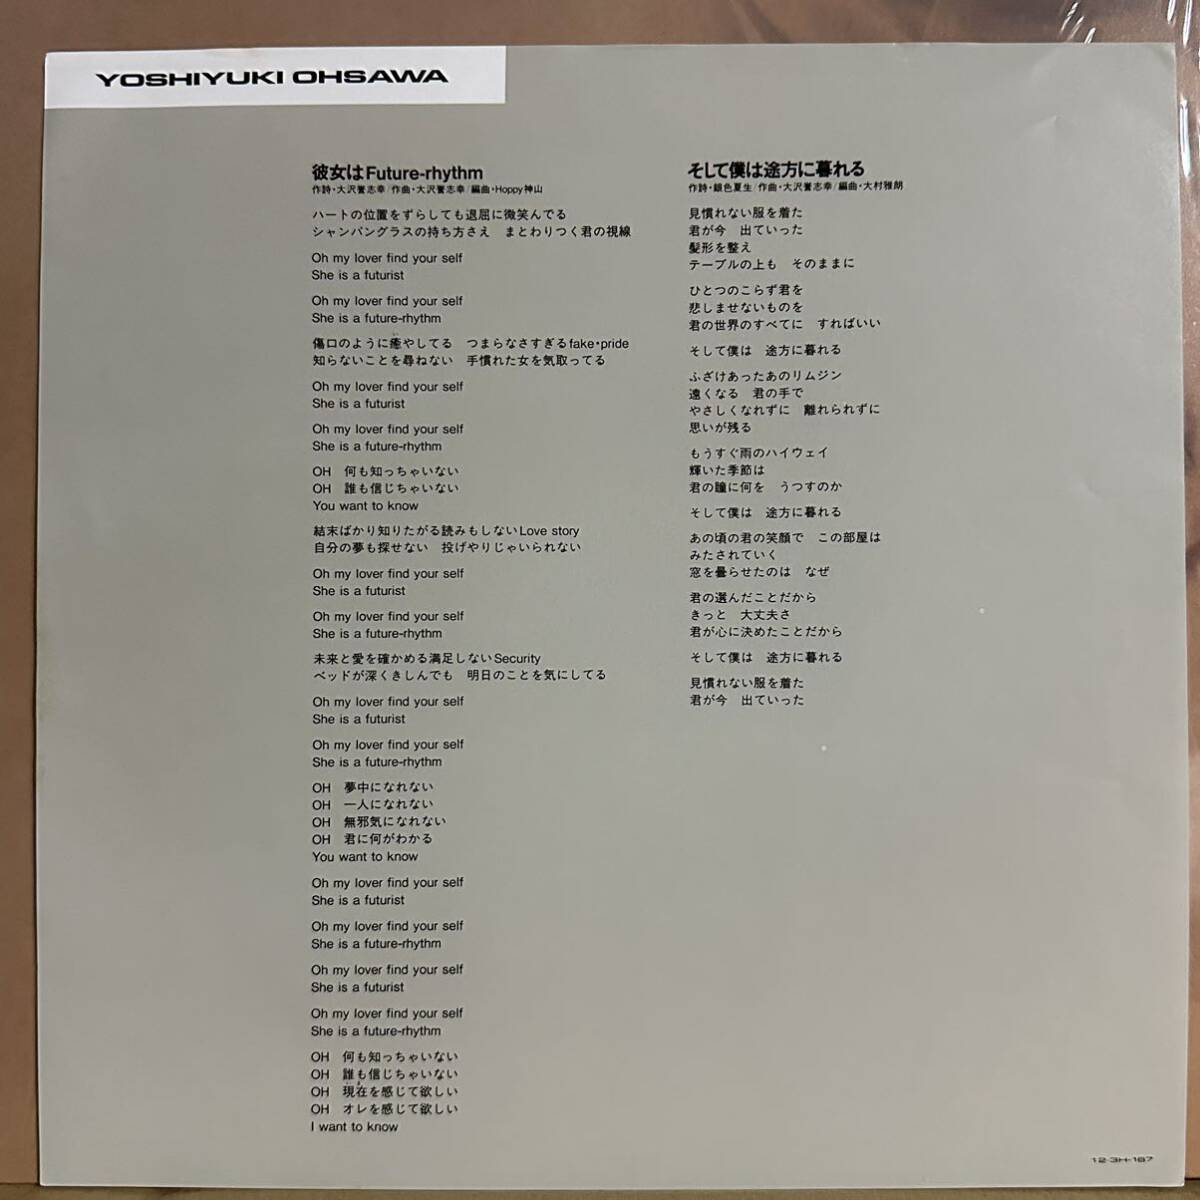 YOSHIYUKI OHSAWA
彼女はFuture-rhythm
作詩・大沢誉志幸/作曲・大沢誉志幸/編曲・Hoppy神山
ハートの位置をずらしても退屈に微笑んでる
シャンパングラスの持ち方さえ　まとわりつく君の視線
Oh my lover find your self
She is a futurist
Oh my lover find your self
She is a future-rhythm
傷口のように癒やしてる　つまらなさすぎるfake・pride
知らないことを尋ねない　手慣れた女を気取ってる
Oh my lover find your self
She is a futurist
Oh my lover find your self
She is a future-rhythm
OH　何も知っちゃいない
OH　誰も信じちゃいない
You want to know
結末ばかり知りたがる読みもしないLove story
自分の夢も探せない　投げやりじゃいられない
Oh my lover find your self
She is a futurist
Oh my lover find your self
She is a future-rhythm
未来と愛を確かめる満足しないSecurity
ベッドが深くきしんでも　明日のことを気にしてる
Oh my lover find your self
She is a futurist
Oh my lover find your self
She is a future-rhythm
OH　夢中になれない
OH　一人になれない
OH　無邪気になれない
OH　君に何がわかる
You want to know
Oh my lover find your self
She is a futurist
Oh my lover find your self
She is a future-rhythm
Oh my lover find your self
She is a futurist
Oh my lover find your self
She is a future-rhythm
OH　何も知っちゃいない
OH　誰も信じちゃいない
OH　現在を感じて欲しい
OH　オレを感じて欲しい
I want to know
そして僕は途方に暮れる
作詩・銀色夏生/作曲・大沢誉志幸/編曲・大村雅朗
見慣れない服を着た
君が今　出ていった
髪形を整え
テーブルの上も　そのままに
ひとつのこらず君を
悲しませないものを
君の世界のすべてに　すればいい
そして僕は　途方に暮れる
ふざけあったあのリムジン
遠くなる　君の手で
やさしくなれずに　離れられずに
思いが残る
もうすぐ雨のハイウェイ
輝いた季節は
君の瞳に何を　うつすのか
そして僕は　途方に暮れる
あの頃の君の笑顔で　この部屋は
みたされていく
窓を曇らせたのは　なぜ
君の選んだことだから
きっと　大丈夫さ
君が心に決めたことだから
そして僕は　途方に暮れる
見慣れない服を着た
君が今　出ていった
12・3H-167